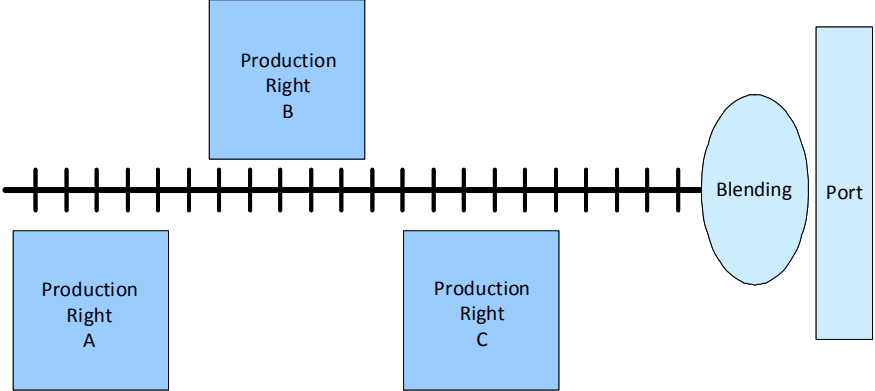 Production
Right
B
Blending
Port
Production
Right
A
Production
Right
C